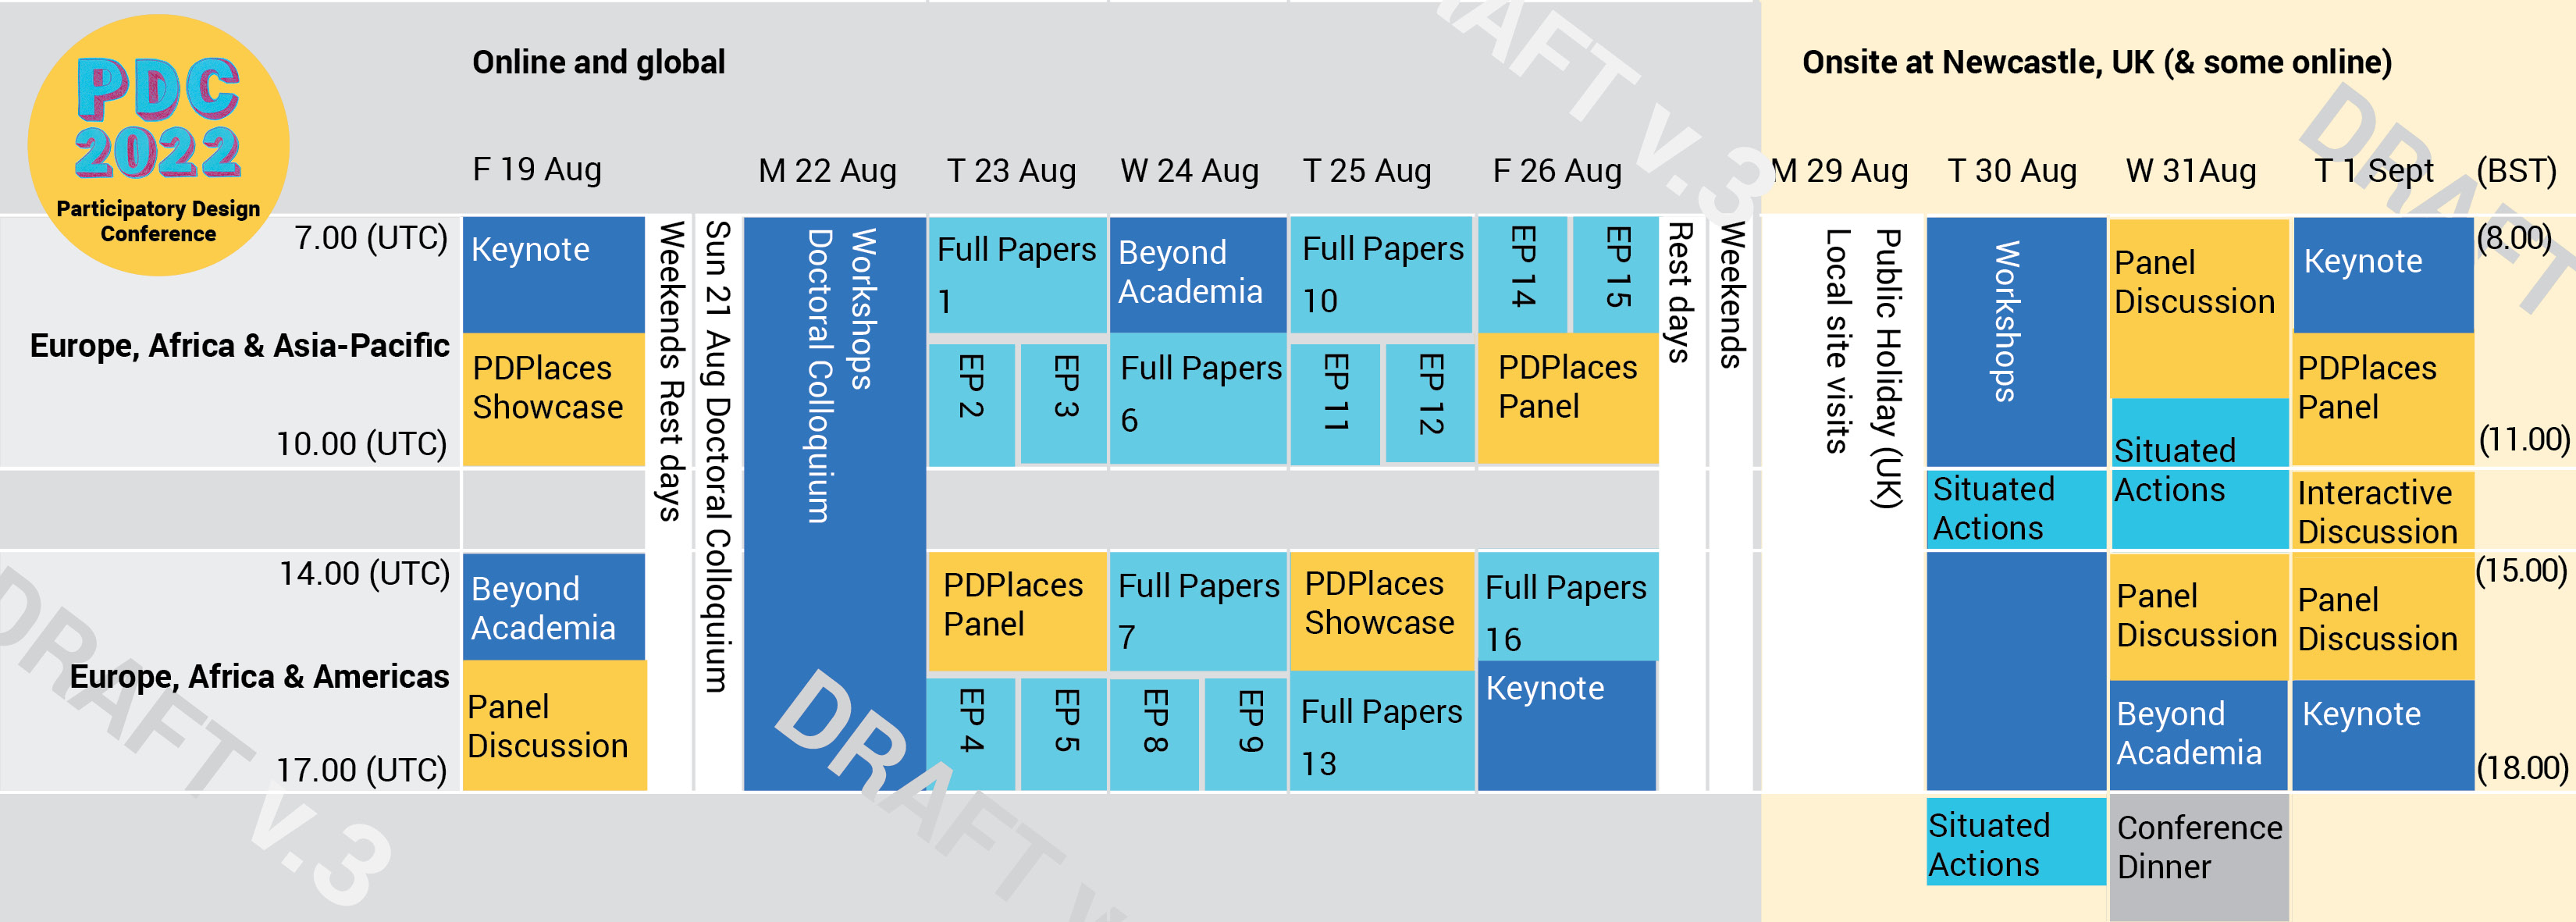 PDC
2022
Participatory Design
Conference
Online and global
Onsite at Newcastle, UK (& some online)
F 19 Aug
M 22 Aug
T 23 Aug
W 24 Aug
T 25 Aug
F 26 Aug
M 29 Aug
T 30 Aug
W 31Aug
T 1 Sept
(BST)
7.00 (UTC)
Europe, Africa & Asia-Pacific
10.00 (UTC)
14.00 (UTC)
Europe, Africa & Americas
17.00 (UTC)
Keynote
PDPlaces
Showcase
Beyond
Academia
Panel
Discussion
Weekends Rest days
Sun 21 Aug Doctoral Colloquium
Workshops
Doctoral Colloquium
Full Papers
1
EP 2
EP 3
PDPlaces
Panel
EP 4
EP 5
Beyond
Academia
Full Papers
6
Full Papers
7
EP 8
EP 9
Full Papers
10
EP 11
EP 12
PDPlaces
Showcase
Full Papers
13
EP 14
EP 15
PDPlaces
Panel
Full Papers
16
Keynote
Rest days
Weekends
Public Holiday (UK)
Local site visits
Workshops
Situated
Actions
Situated
Actions
Panel
Discussion
Situated
Actions
Panel
Discussion
Beyond
Academia
Conference
Dinner
Keynote
PDPlaces
Panel
Interactive
Discussion
Panel
Discussion
Keynote
(8.00)
(11.00)
(15.00)
(18.00)
DRAFT v.3
DRAFT v.3
DRAFT v
DRAFT